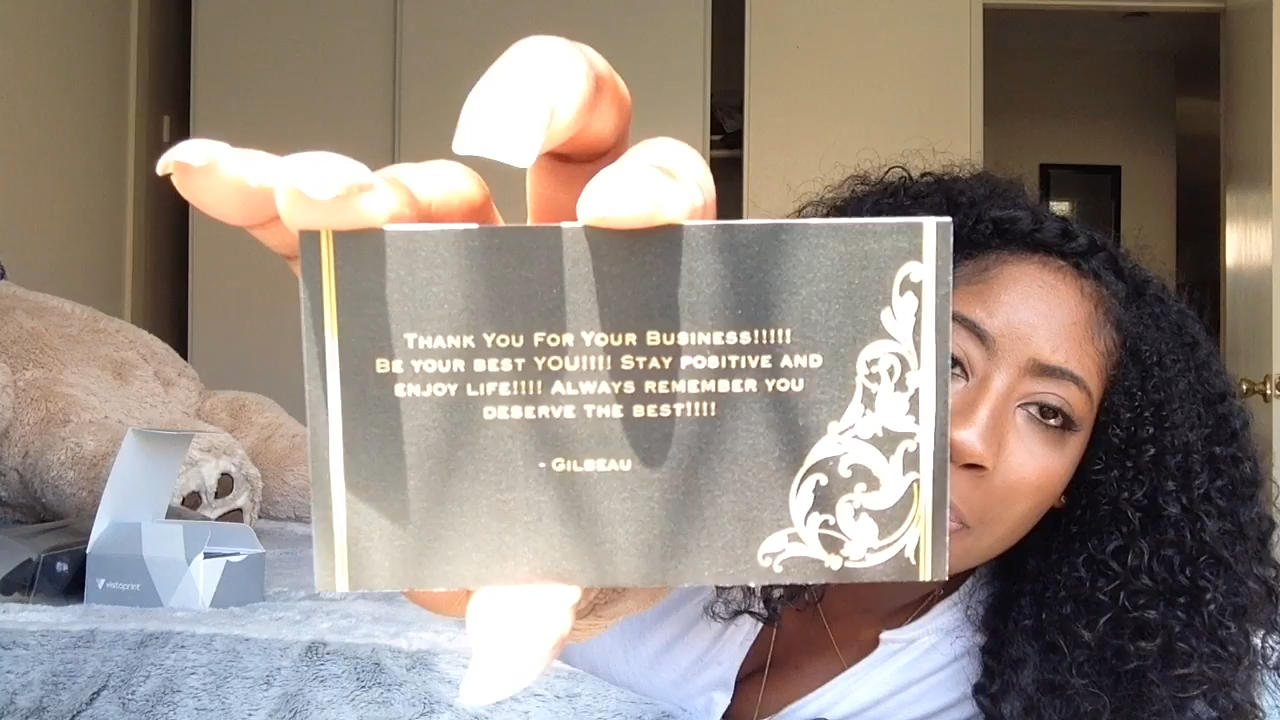 Thank You For Your Business!!!!!
Be your best YOU!!!! Stay positive and
enjoy life!!!! Always remember you
deserve the best!!!!
- Gilbeau
vistaprint